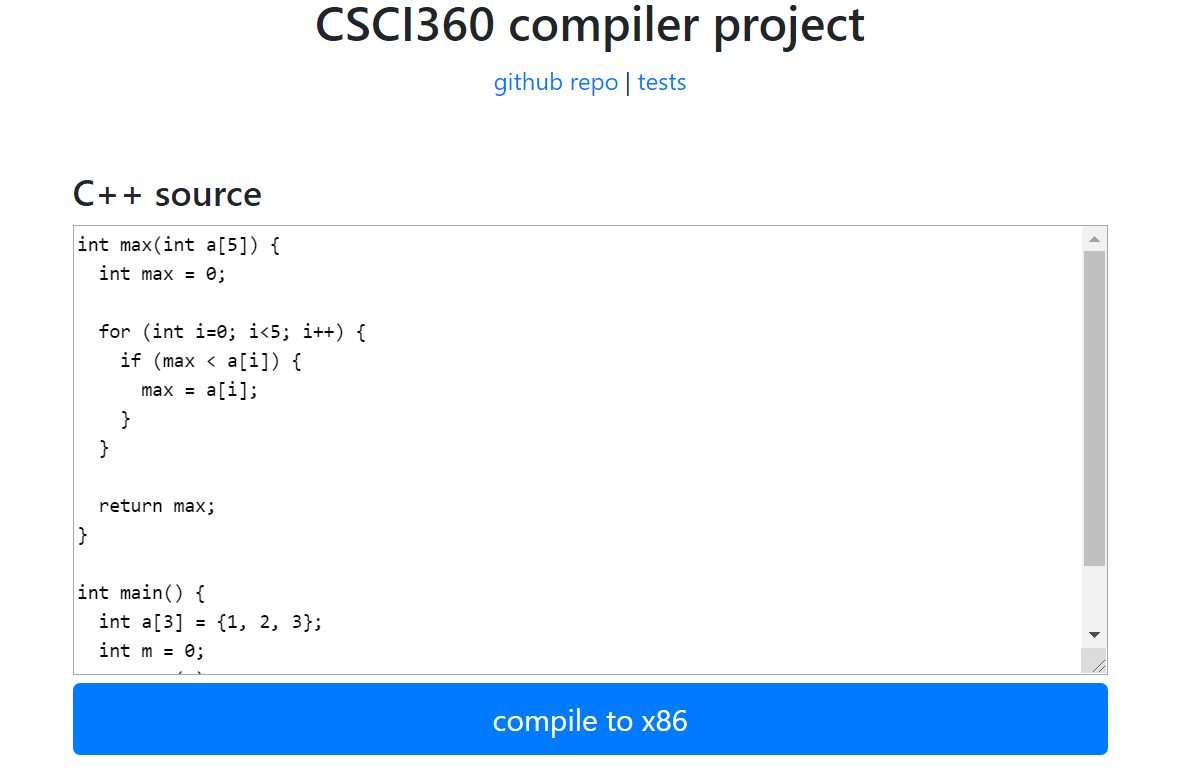 CSCI360 compiler project
github repo | tests
C++ source
int max(int a[5]) {
  int max = 0;
  for (int i=0; i<5; i++) {
    if (max < a[i]) {
      max = a[i];
    }
  }
  return max;
}
int main() {
  int a[3] = {1, 2, 3};
  int m = 0;
compile to x86